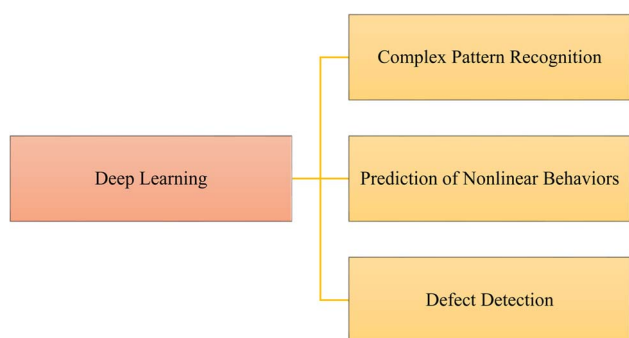 Complex Pattern Recognition
Deep Learning
Prediction of Nonlinear Behaviors
Defect Detection